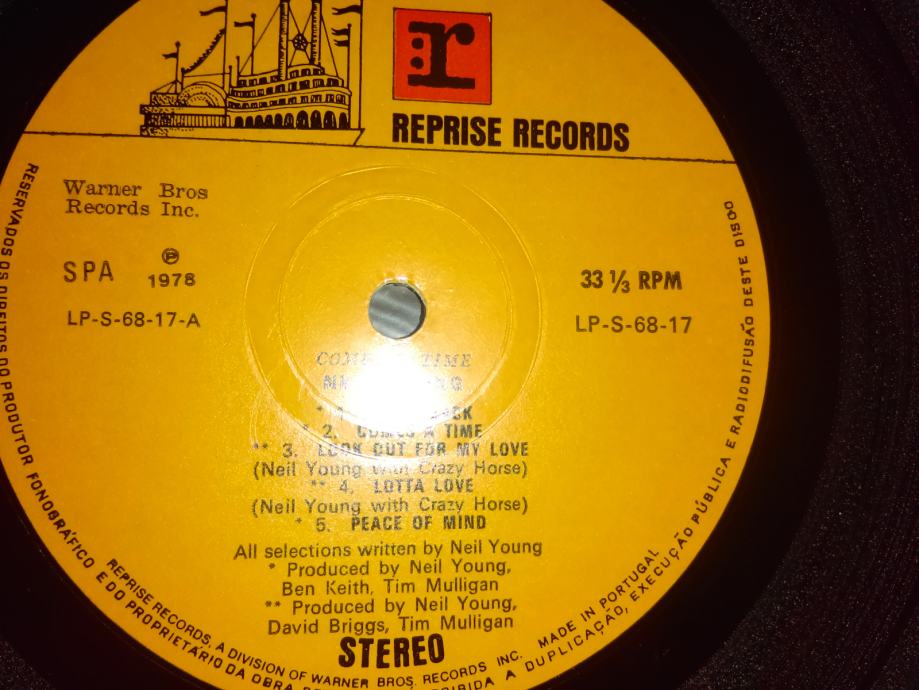 r
REPRISE RECORDS
Warner Bros
Records Inc.
SPA
℗
1978
33 ⅓ RPM
LP-S-68-17-A
LP-S-68-17
TIME
2. COMES A TIME
** 3. LOOK OUT FOR MY LOVE
(Neil Young with Crazy Horse)
** 4. LOTTA LOVE
(Neil Young with Crazy Horse)
* 5. PEACE OF MIND
All selections written by Neil Young
* Produced by Neil Young,
Ben Keith, Tim Mulligan
** Produced by Neil Young,
David Briggs, Tim Mulligan
STEREO
REPRISE RECORDS, A DIVISION OF WARNER BROS. RECORDS INC. MADE IN PORTUGAL
RESERVADOS OS DIREITOS DO PRODUTOR FONOGRÁFICO E DO PROPRIETÁRIO DA OBRA
A DUPLICAÇÃO, EXECUÇÃO PÚBLICA E RADIODIFUSÃO DESTE DISCO